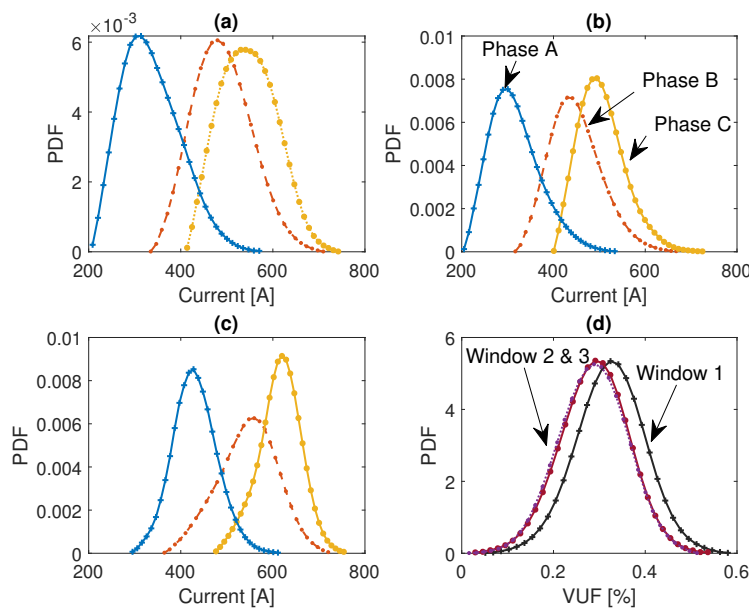 (a)
×10⁻³
6
4
2
0
PDF
200
400
600
800
Current [A]
(b)
0.01
0.008
0.006
0.004
0.002
0
PDF
Phase A
Phase B
Phase C
200
400
600
800
Current [A]
(c)
0.01
0.008
0.006
0.004
0.002
0
PDF
200
400
600
800
Current [A]
(d)
6
4
2
0
PDF
Window 2 & 3
Window 1
0
0.2
0.4
0.6
VUF [%]